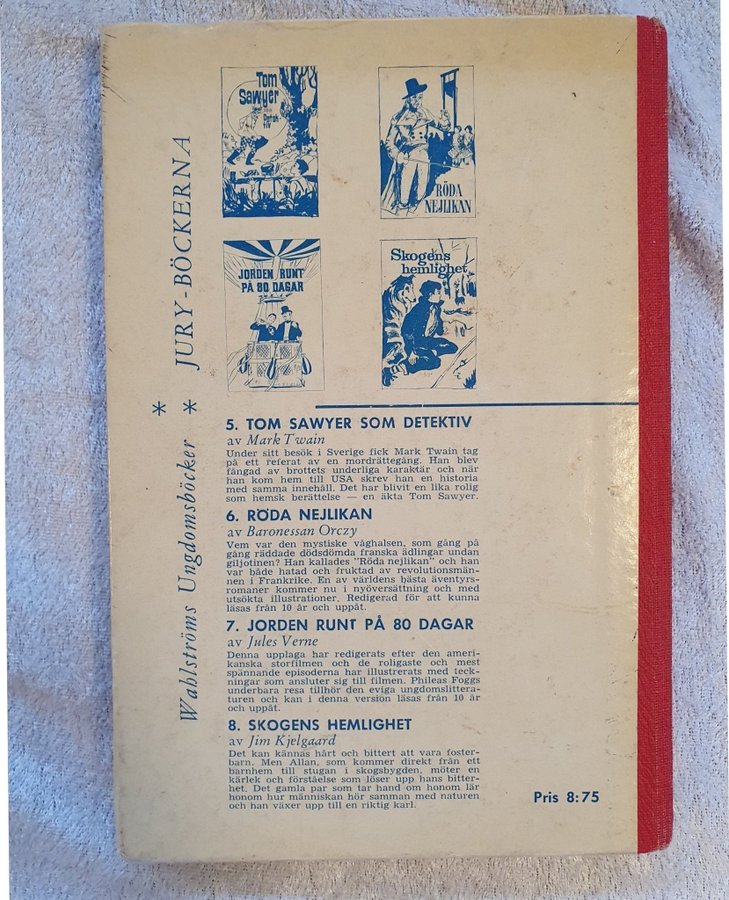 Tom
Sawyer
som
Detek
tiv
RÖDA
NEJLIKAN
JORDEN RUNT
PÅ 80 DAGAR
Skogens
hemlighet
Wahlströms Ungdomsböcker * * JURY-BÖCKERNA
5. TOM SAWYER SOM DETEKTIV
av Mark Twain
Under sitt besök i Sverige fick Mark Twain tag
på ett referat av en mordrättegång. Han blev
fångad av brottets underliga karaktär och när
han kom hem till USA skrev han en historia
med samma innehåll. Det har blivit en lika rolig
som hemsk berättelse — en äkta Tom Sawyer.
6. RÖDA NEJLIKAN
av Baronessan Orczy
Vem var den mystiske våghalsen, som gång på
gång räddade dödsdömda franska ädlingar undan
giljotinen? Han kallades "Röda nejlikan" och han
var både hatad och fruktad av revolutionsmän-
nen i Frankrike. En av världens bästa äventyrs-
romaner kommer nu i nyöversättning och med
utsökta illustrationer. Redigerad för att kunna
läsas från 10 år och uppåt.
7. JORDEN RUNT PÅ 80 DAGAR
av Jules Verne
Denna upplaga har redigerats efter den ameri-
kanska storfilmen och de roligaste och mest
spännande episoderna har illustrerats med teck-
ningar som ansluter sig till filmen. Phileas Foggs
underbara resa tillhör den eviga ungdomslittera-
turen och kan i denna version läsas från 10 år
och uppåt.
8. SKOGENS HEMLIGHET
av Jim Kjelgaard
Det kan kännas hårt och bittert att vara foster-
barn. Men Allan, som kommer direkt från ett
barnhem till stugan i skogsbygden, möter en
kärlek och förståelse som löser upp hans bitter-
het. Det gamla par som tar hand om honom lär
honom hur människan hör samman med naturen
och han växer upp till en riktig karl.
Pris 8:75